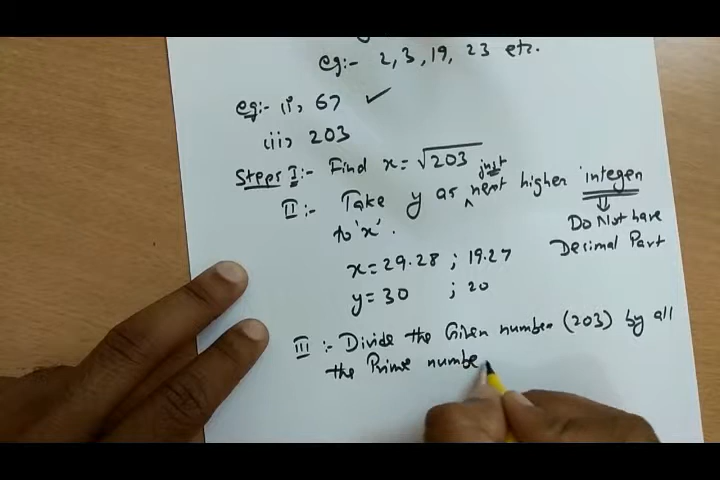 eg:- 2, 3, 19, 23 etc.
eg:- (i), 67 ✓
(ii) 203
Steps I:- Find x = √203
II:- Take y as just next higher integer
to 'x'.
Do Not have
Decimal Part
x = 29.28 ; 19.27
y = 30 ; 20
III :- Divide the Given number (203) by all
the Prime numbe